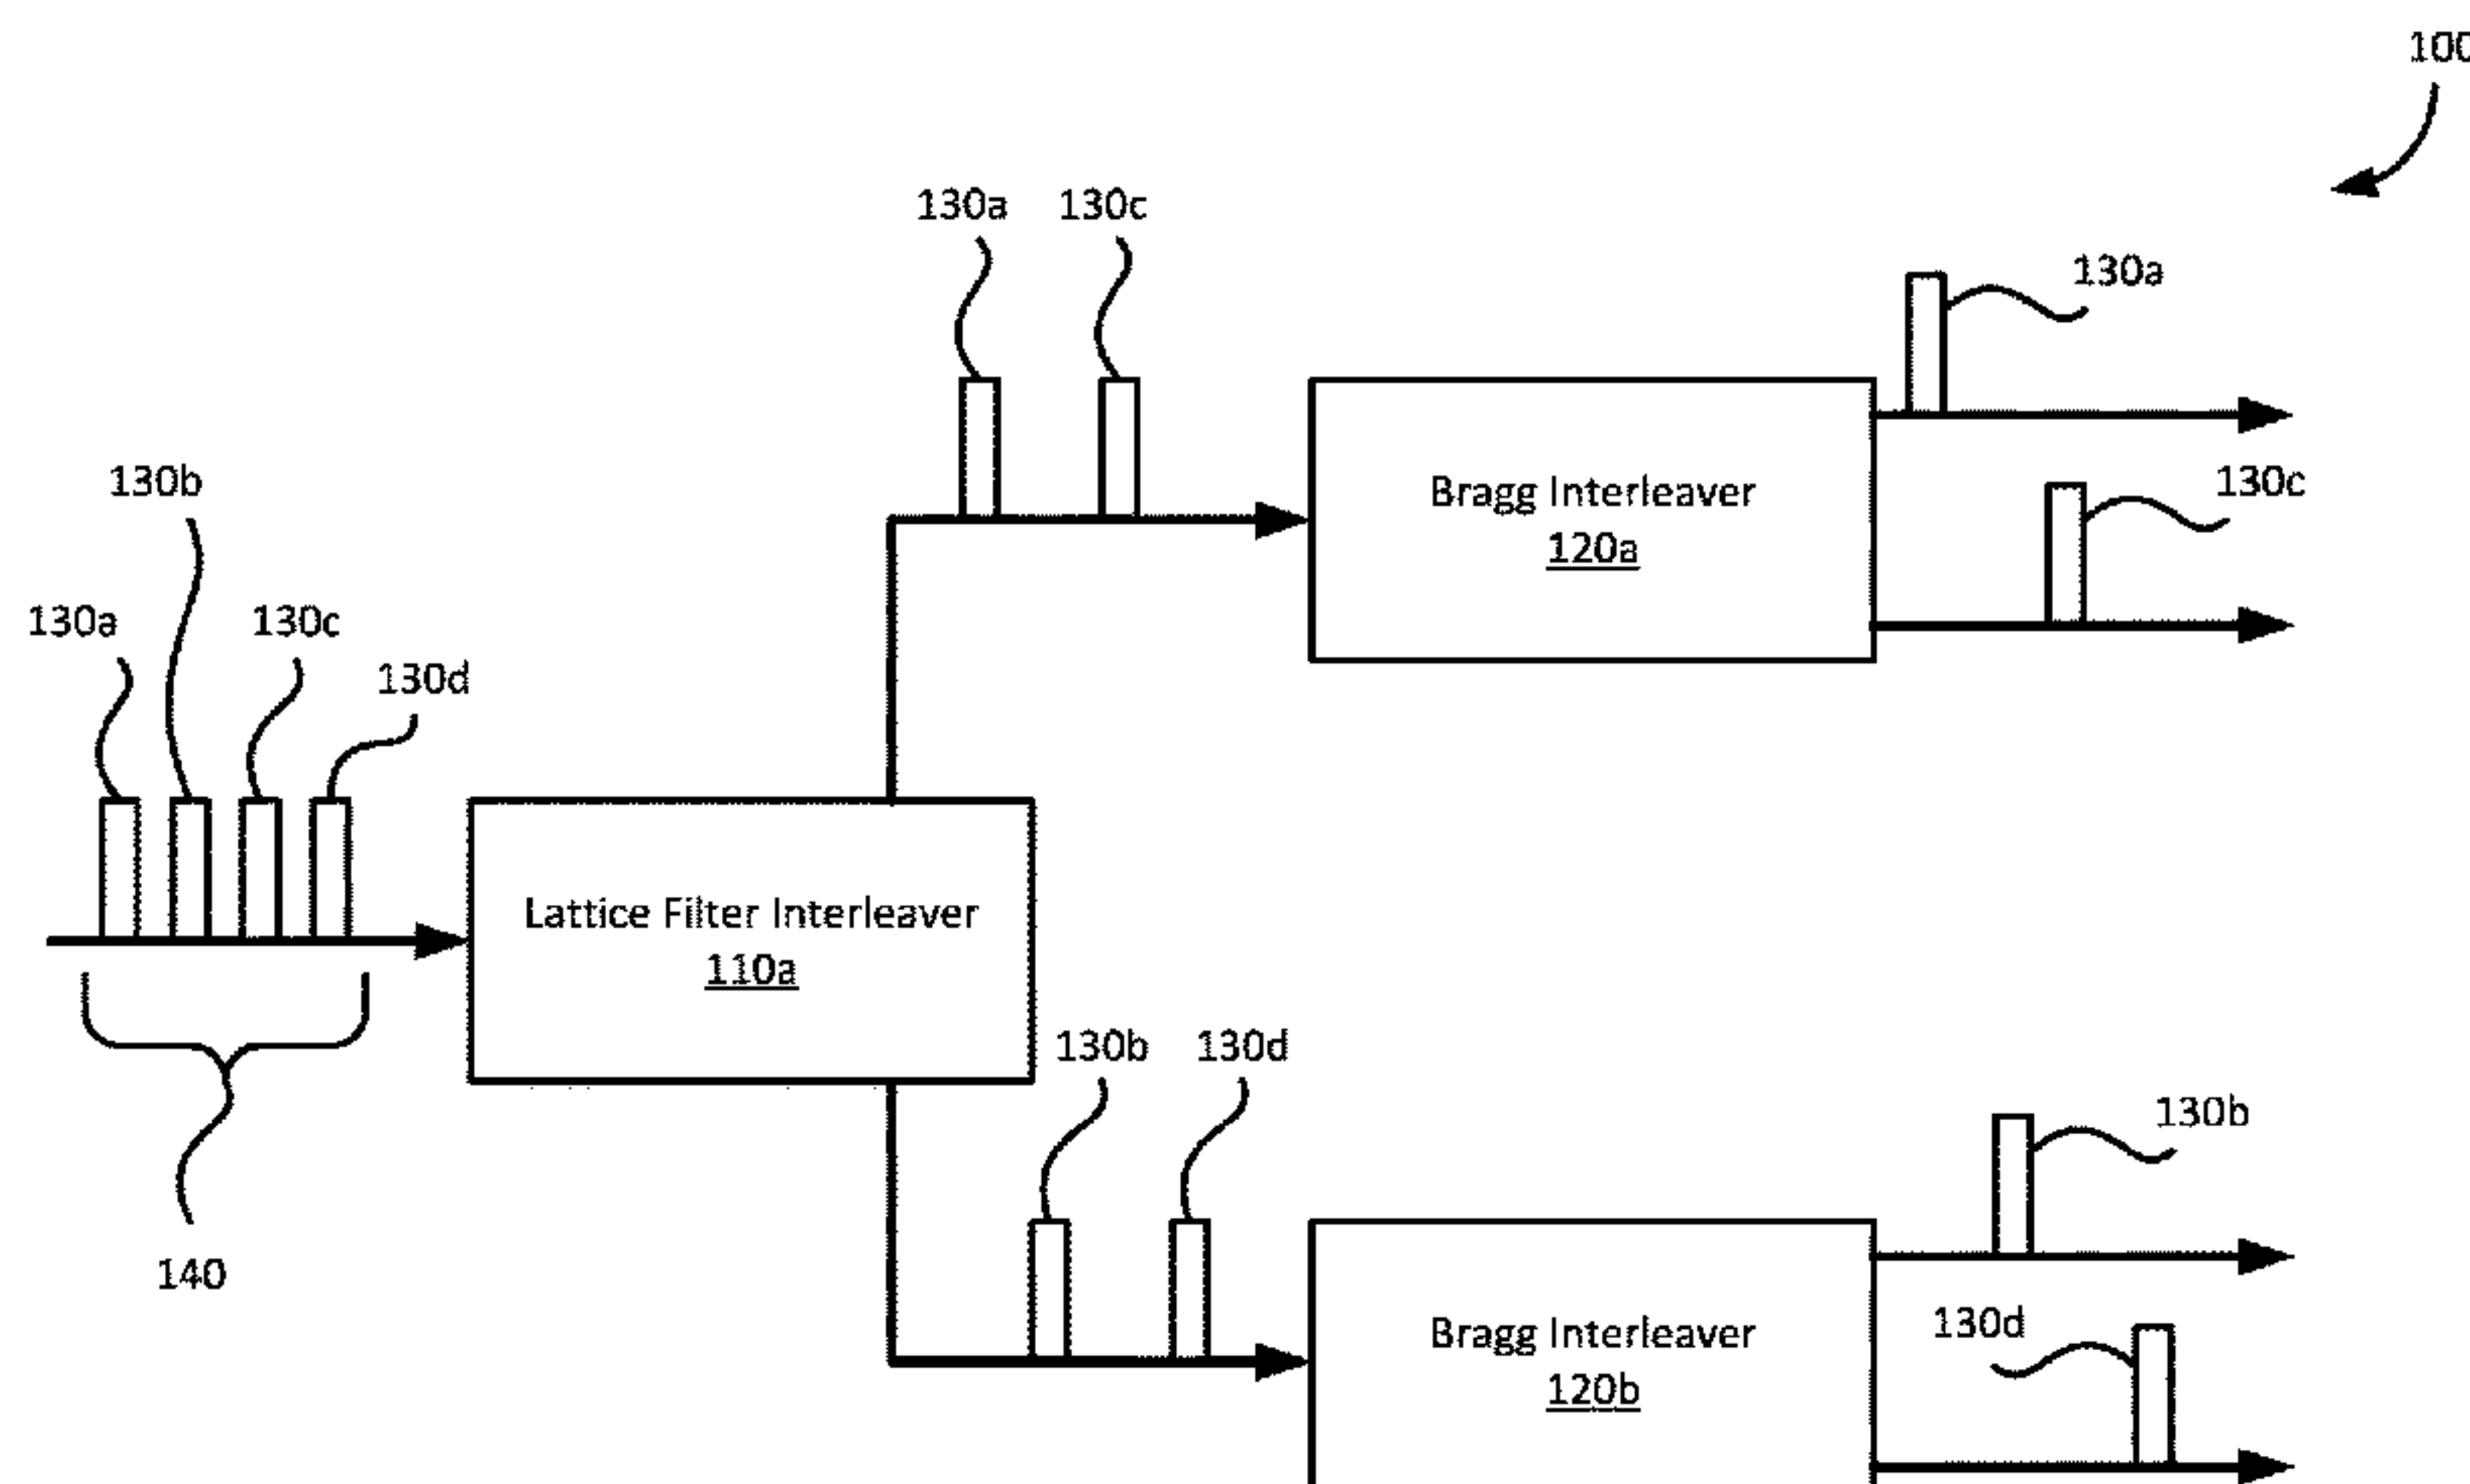 100
130a 130c
130a
130b
130c
Bragg Interleaver
120a
130a
130c
130d
Lattice Filter Interleaver
110a
130b 130d
130b
140
130d
Bragg Interleaver
120b